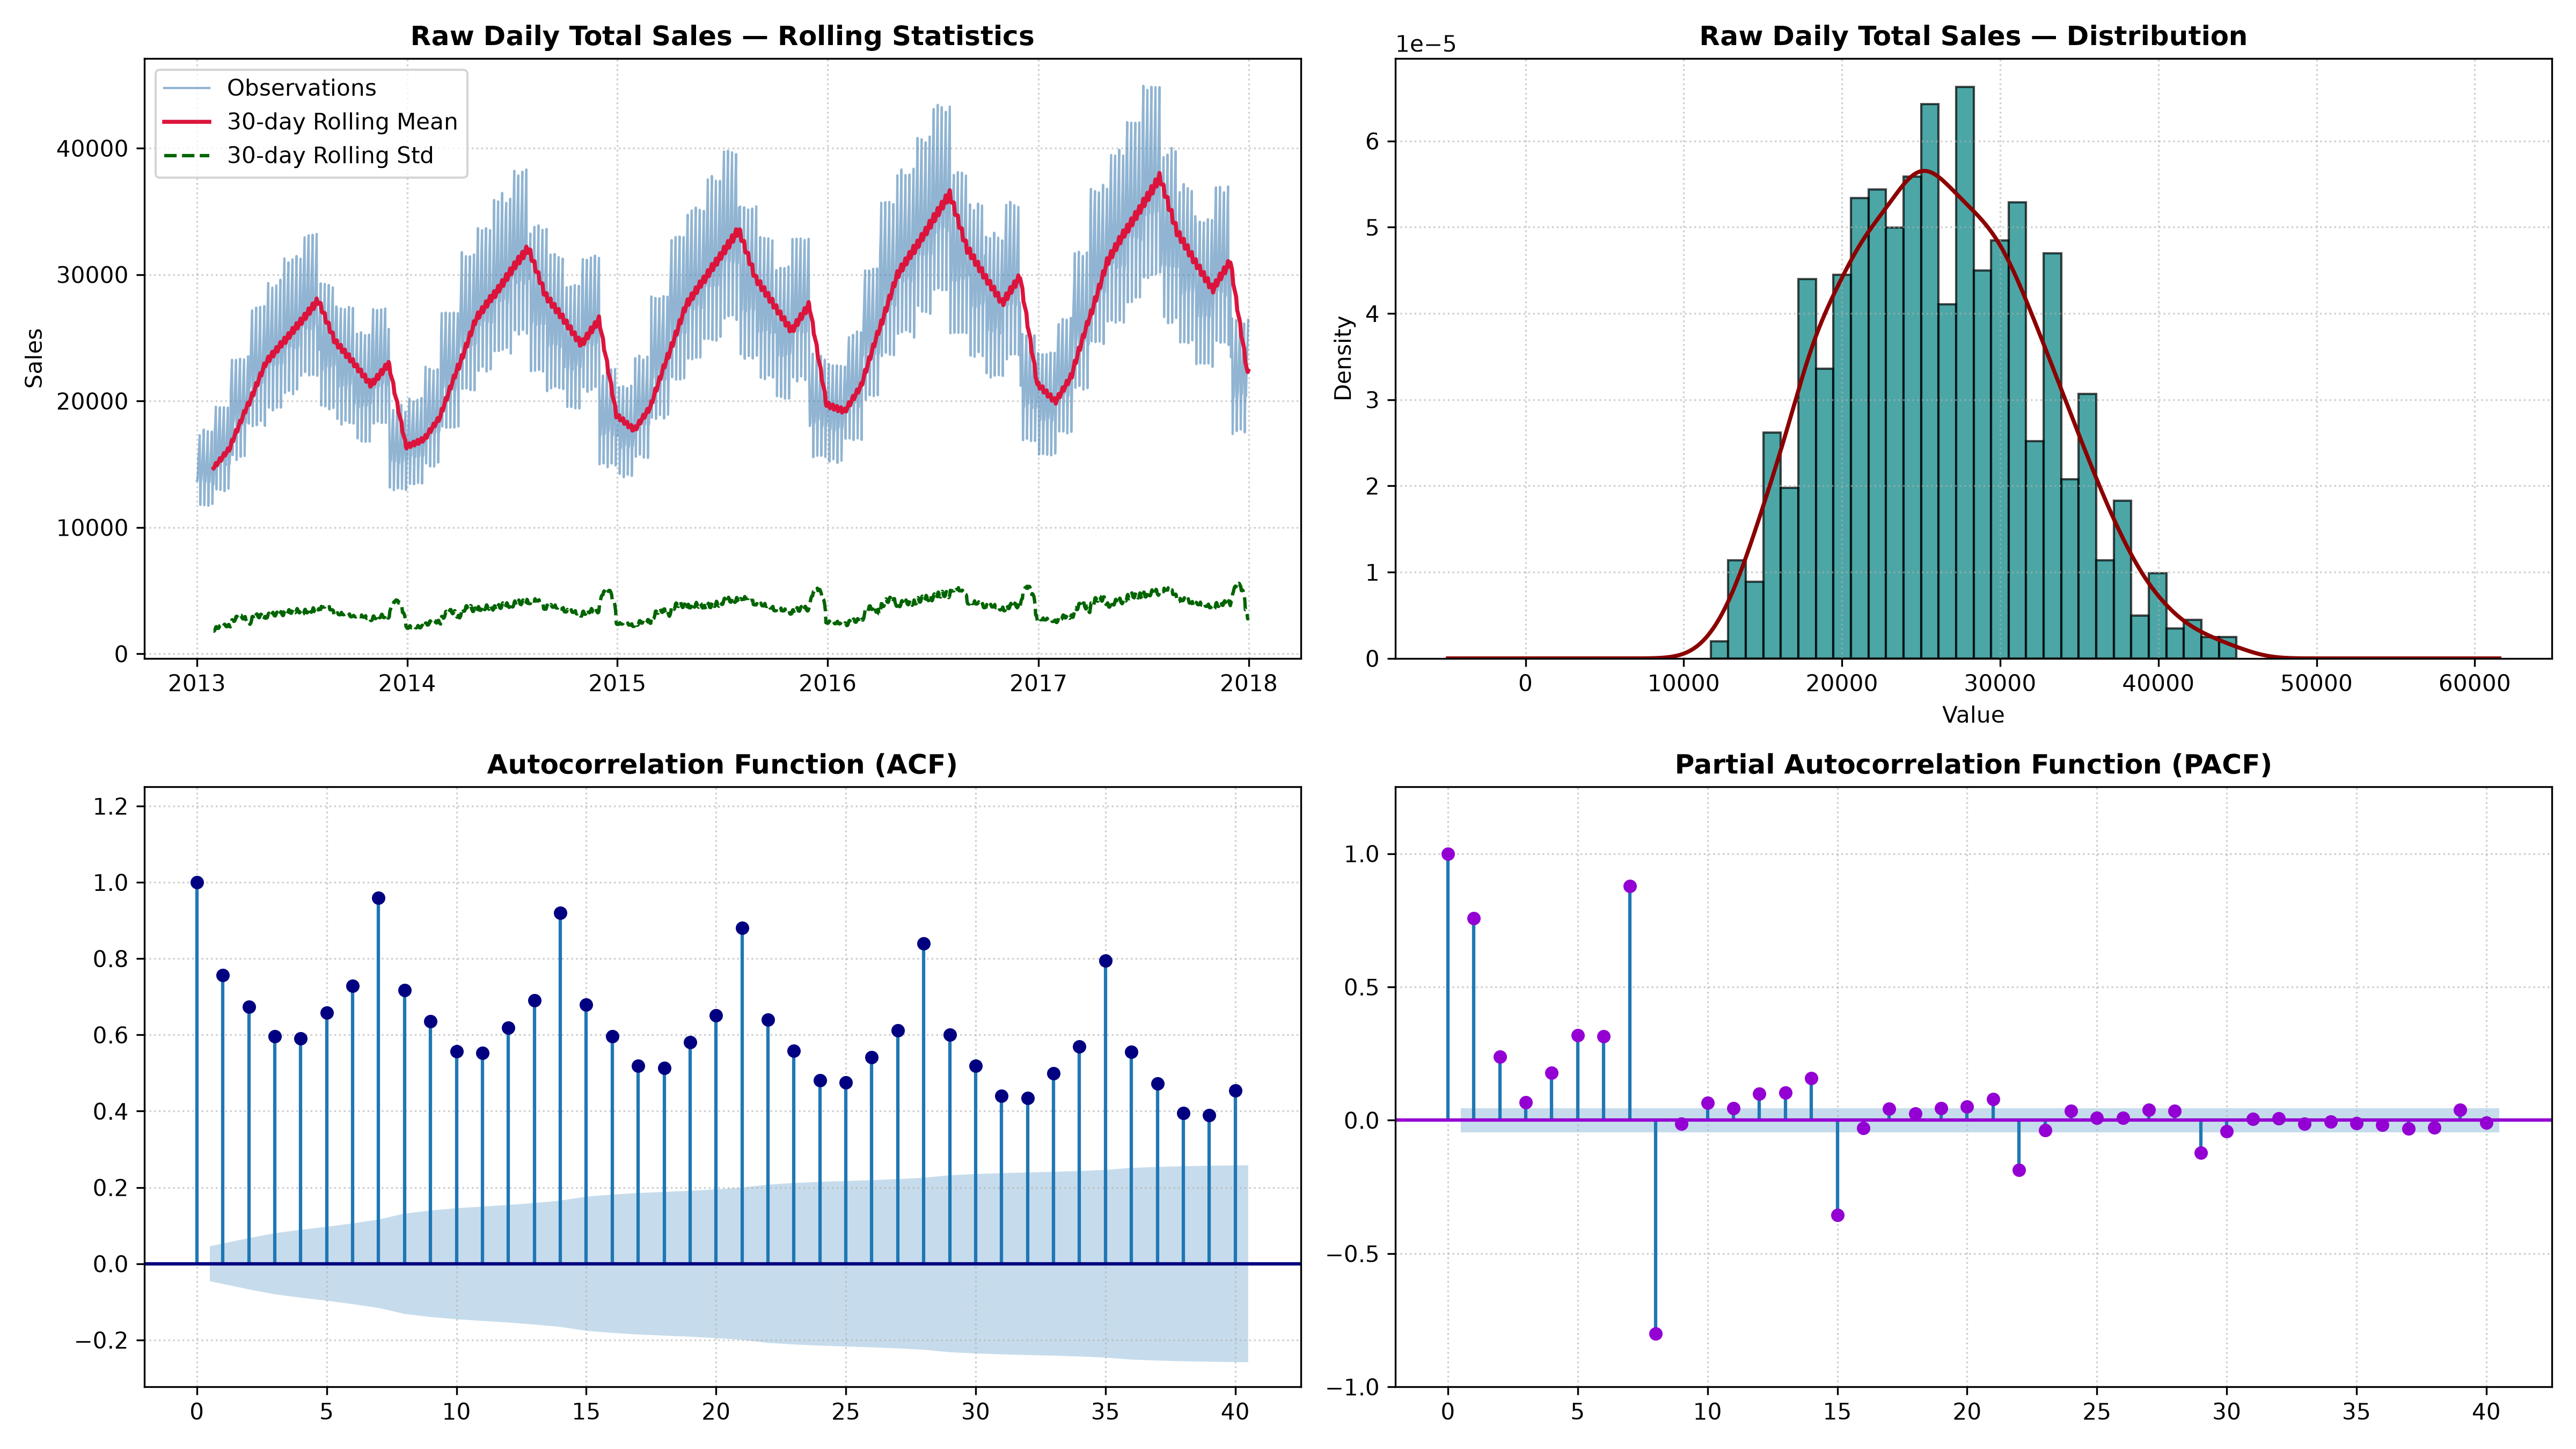 Raw Daily Total Sales — Rolling Statistics
Observations
30-day Rolling Mean
30-day Rolling Std
Sales
40000
30000
20000
10000
0
2013 2014 2015 2016 2017 2018
Raw Daily Total Sales — Distribution
1e−5
Density
6
5
4
3
2
1
0
0 10000 20000 30000 40000 50000 60000
Value
Autocorrelation Function (ACF)
1.2
1.0
0.8
0.6
0.4
0.2
0.0
−0.2
0 5 10 15 20 25 30 35 40
Partial Autocorrelation Function (PACF)
1.0
0.5
0.0
−0.5
−1.0
0 5 10 15 20 25 30 35 40